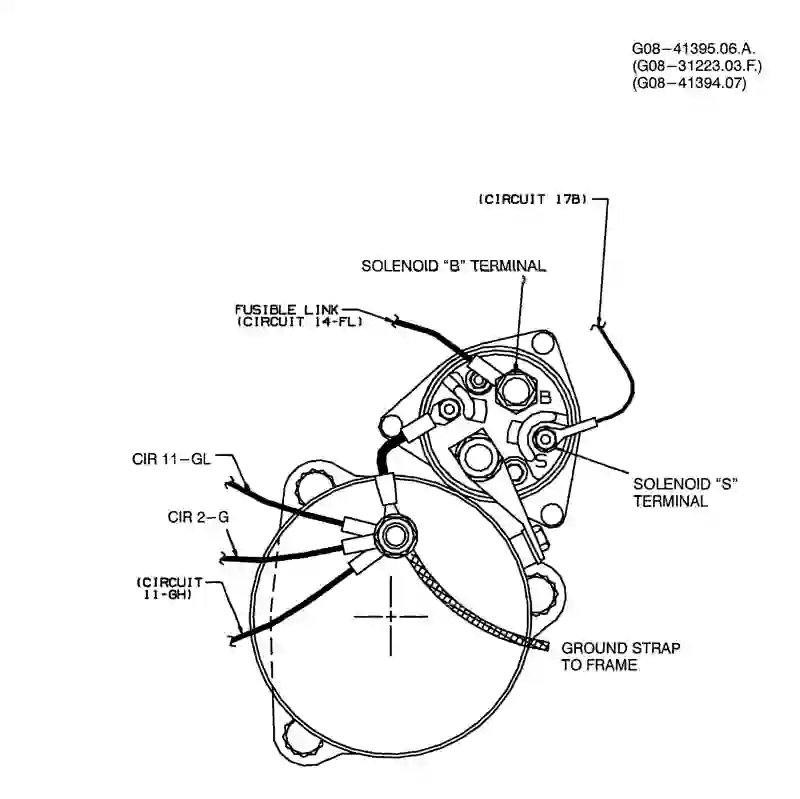 G08-41395.06.A.
(G08-31223.03.F.)
(G08-41394.07)
(CIRCUIT 17B)
SOLENOID "B" TERMINAL
FUSIBLE LINK
(CIRCUIT 14-FL)
B
CIR 11-GL
S
SOLENOID "S"
TERMINAL
CIR 2-G
(CIRCUIT
11-GH)
GROUND STRAP
TO FRAME